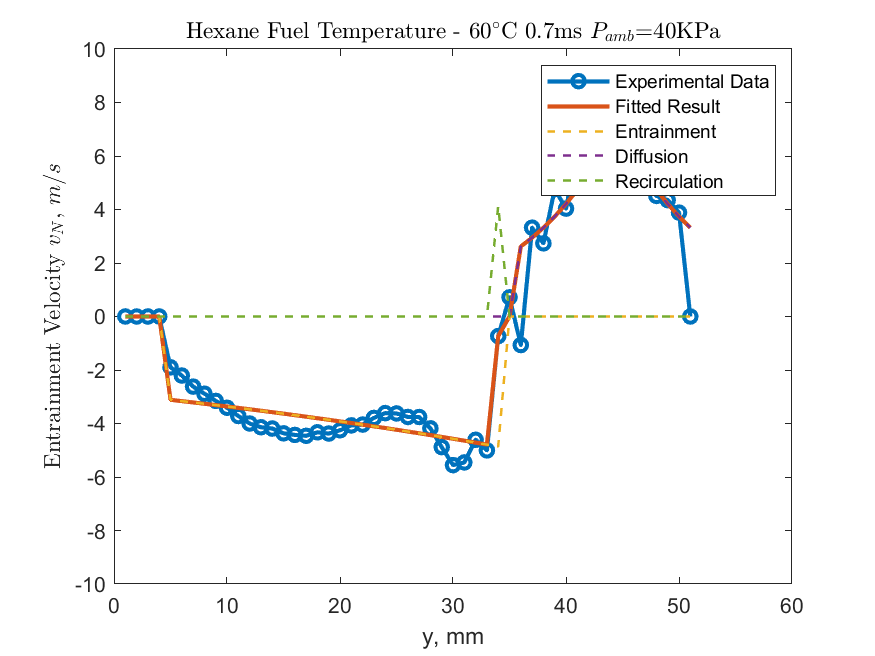 Hexane Fuel Temperature - 60°C 0.7ms P_amb=40KPa
10
8
6
4
2
0
-2
-4
-6
-8
-10
Entrainment Velocity v_N, m/s
Experimental Data
Fitted Result
Entrainment
Diffusion
Recirculation
0 10 20 30 40 50 60
y, mm